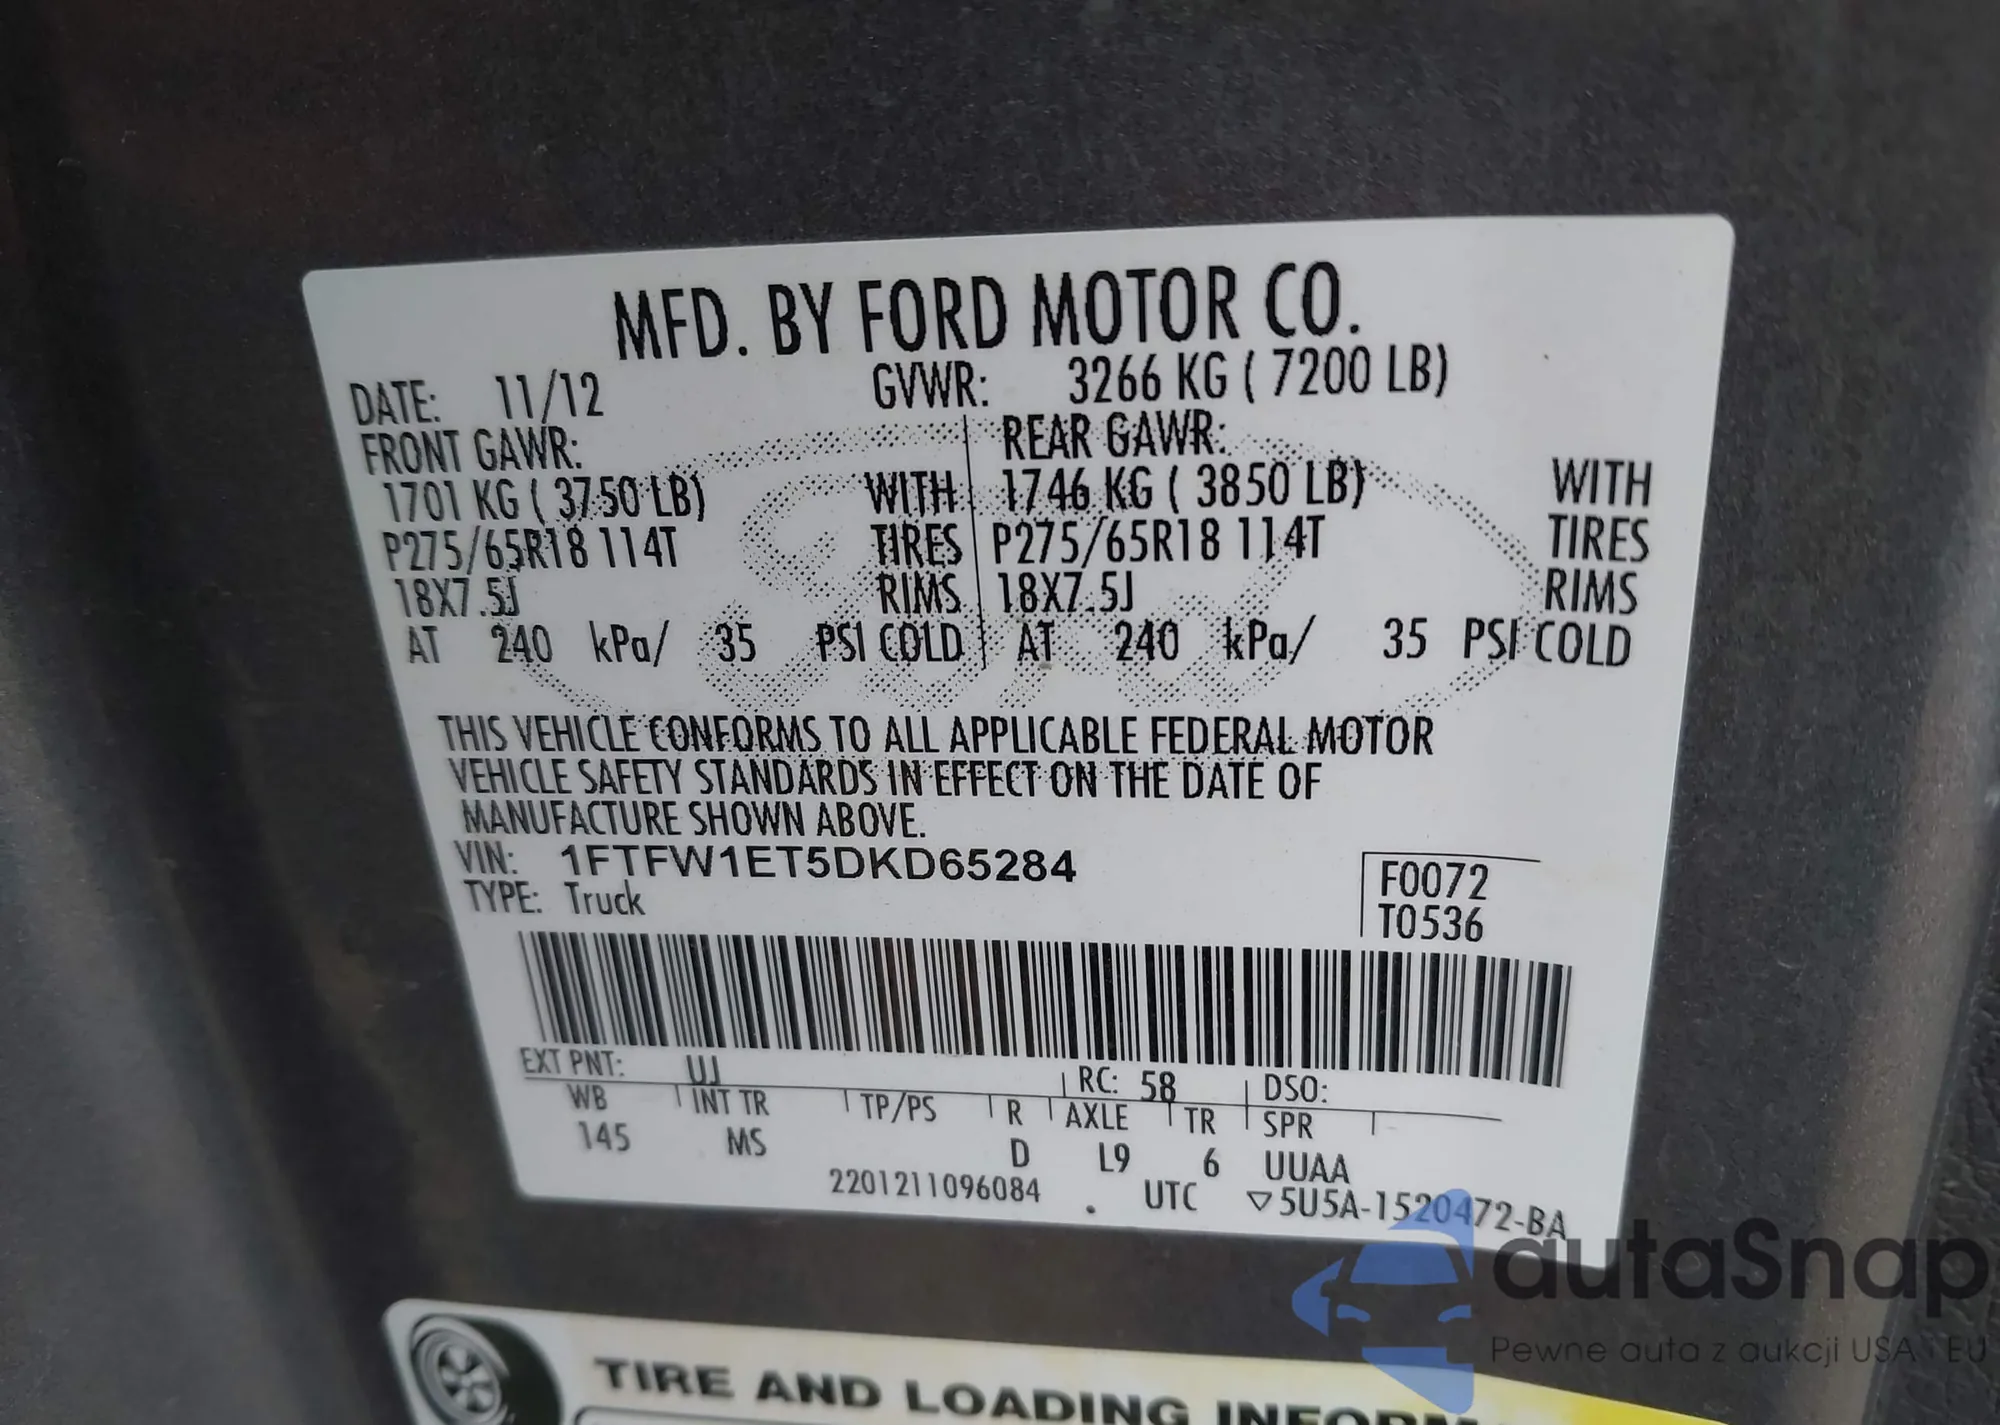 MFD. BY FORD MOTOR CO.
DATE: 11/12 GVWR: 3266 KG ( 7200 LB)
FRONT GAWR: REAR GAWR:
1701 KG ( 3750 LB) WITH 1746 KG ( 3850 LB) WITH
P275/65R18 114T TIRES P275/65R18 114T TIRES
18X7.5J RIMS 18X7.5J RIMS
AT 240 kPa/ 35 PSI COLD AT 240 kPa/ 35 PSI COLD
THIS VEHICLE CONFORMS TO ALL APPLICABLE FEDERAL MOTOR
VEHICLE SAFETY STANDARDS IN EFFECT ON THE DATE OF
MANUFACTURE SHOWN ABOVE.
VIN: 1FTFW1ET5DKD65284
TYPE: Truck
F0072
T0536
EXT PNT: UJ RC: 58 DSO:
WB INT TR TP/PS R AXLE TR SPR
145 MS D L9 6 UUAA
2201211096084 . UTC ▽5U5A-1520472-BA
autaSnap
Pewne auta z aukcji USA i EU
TIRE AND LOADING